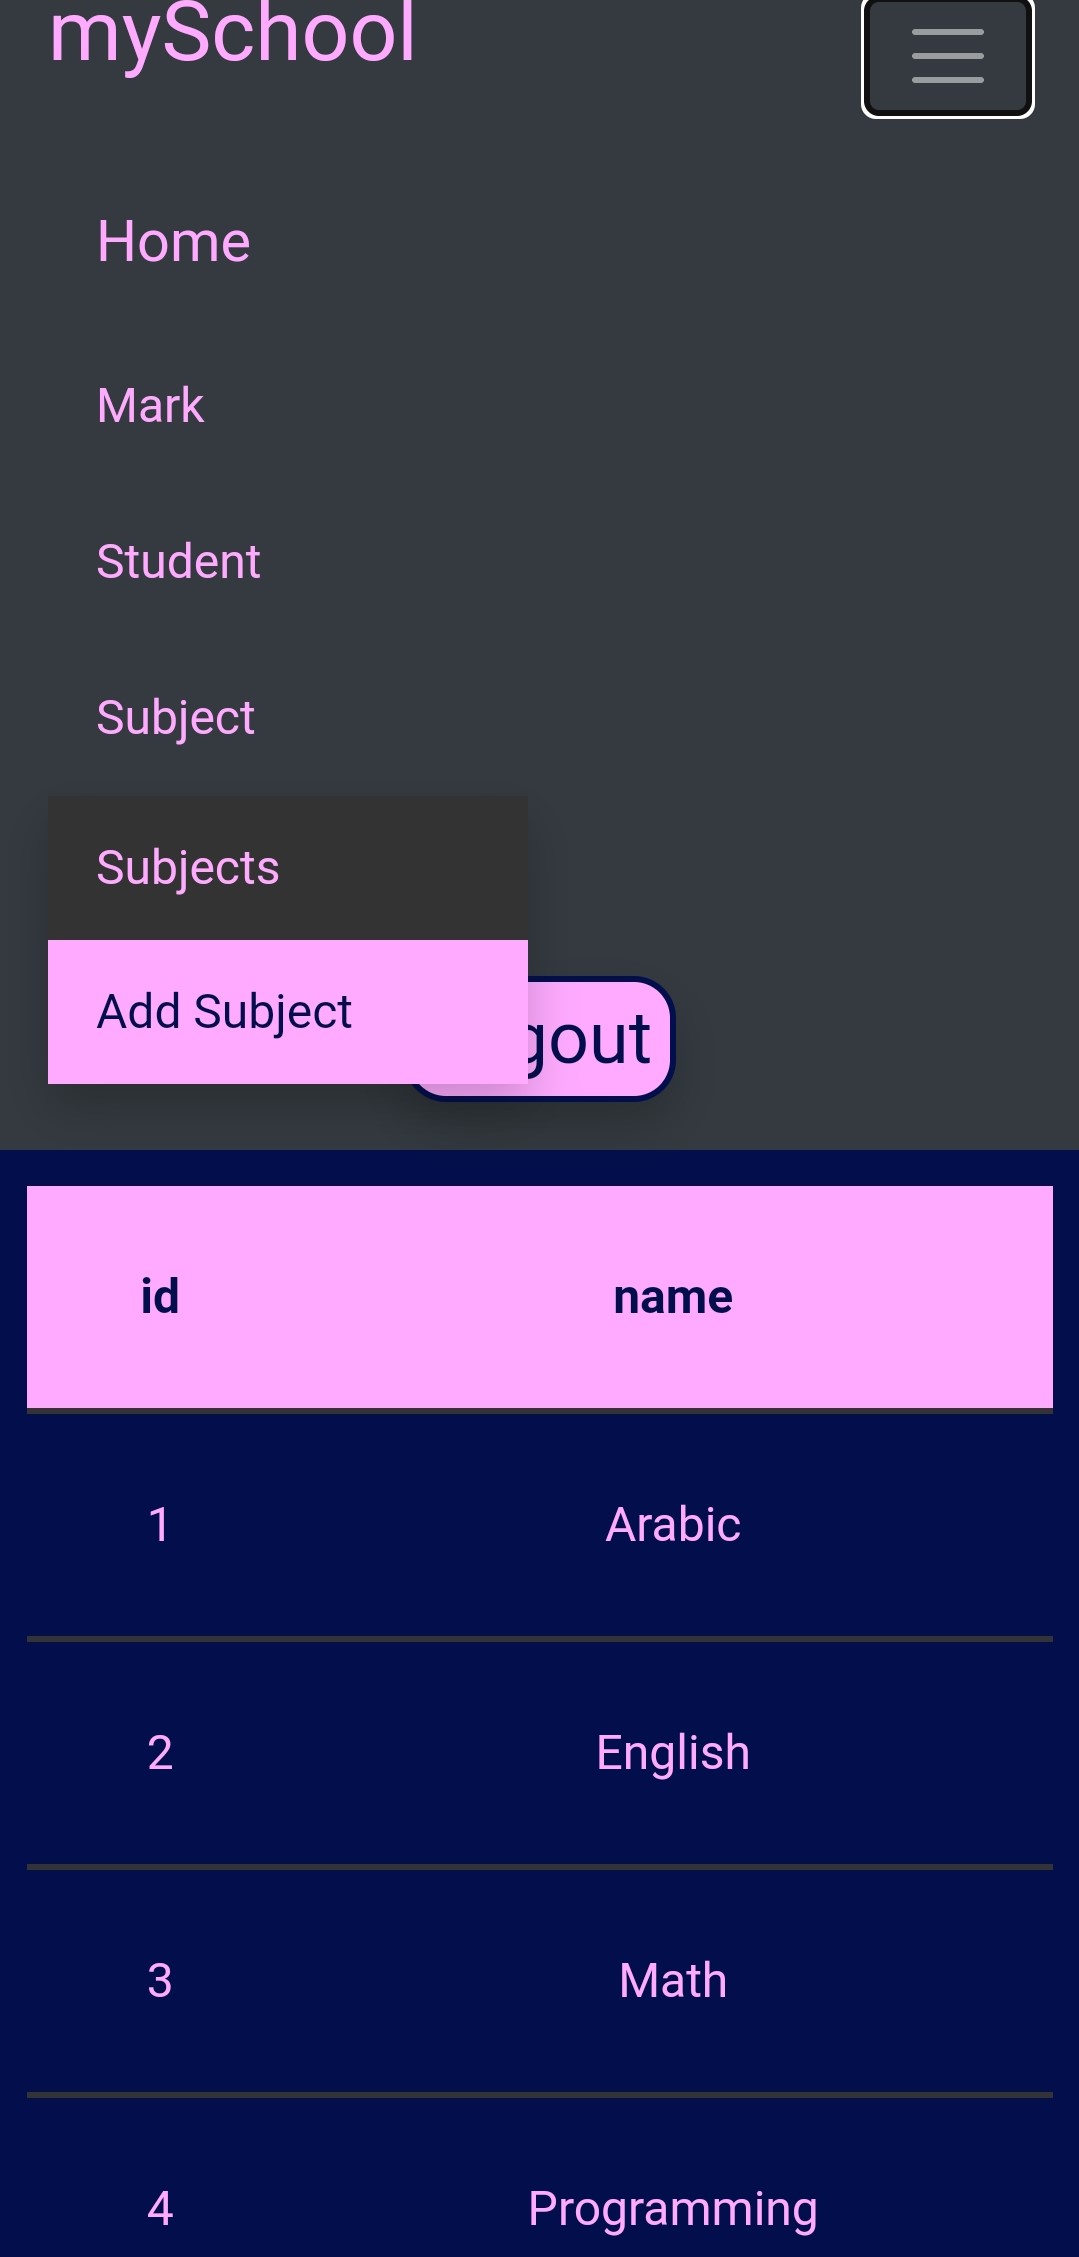 mySchool
Home
Mark
Student
Subject
Subjects
Add Subject
gout
id name
1 Arabic
2 English
3 Math
4 Programming